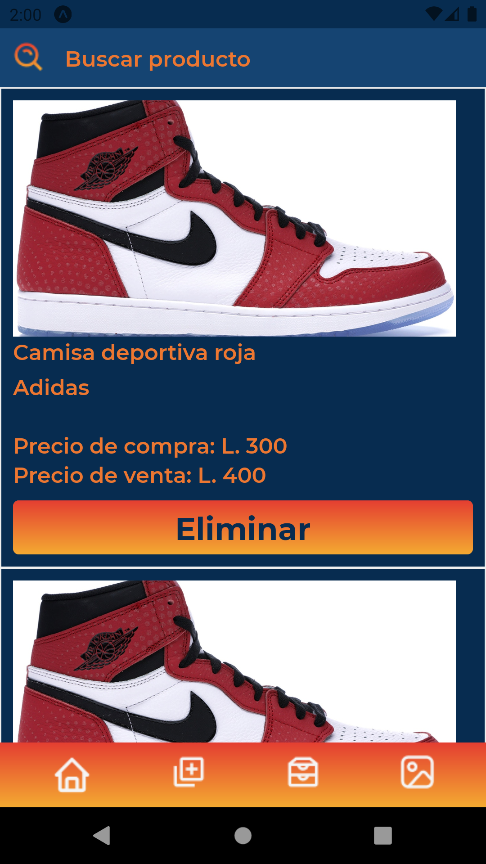 2:00
Buscar producto
Camisa deportiva roja
Adidas
Precio de compra: L. 300
Precio de venta: L. 400
Eliminar